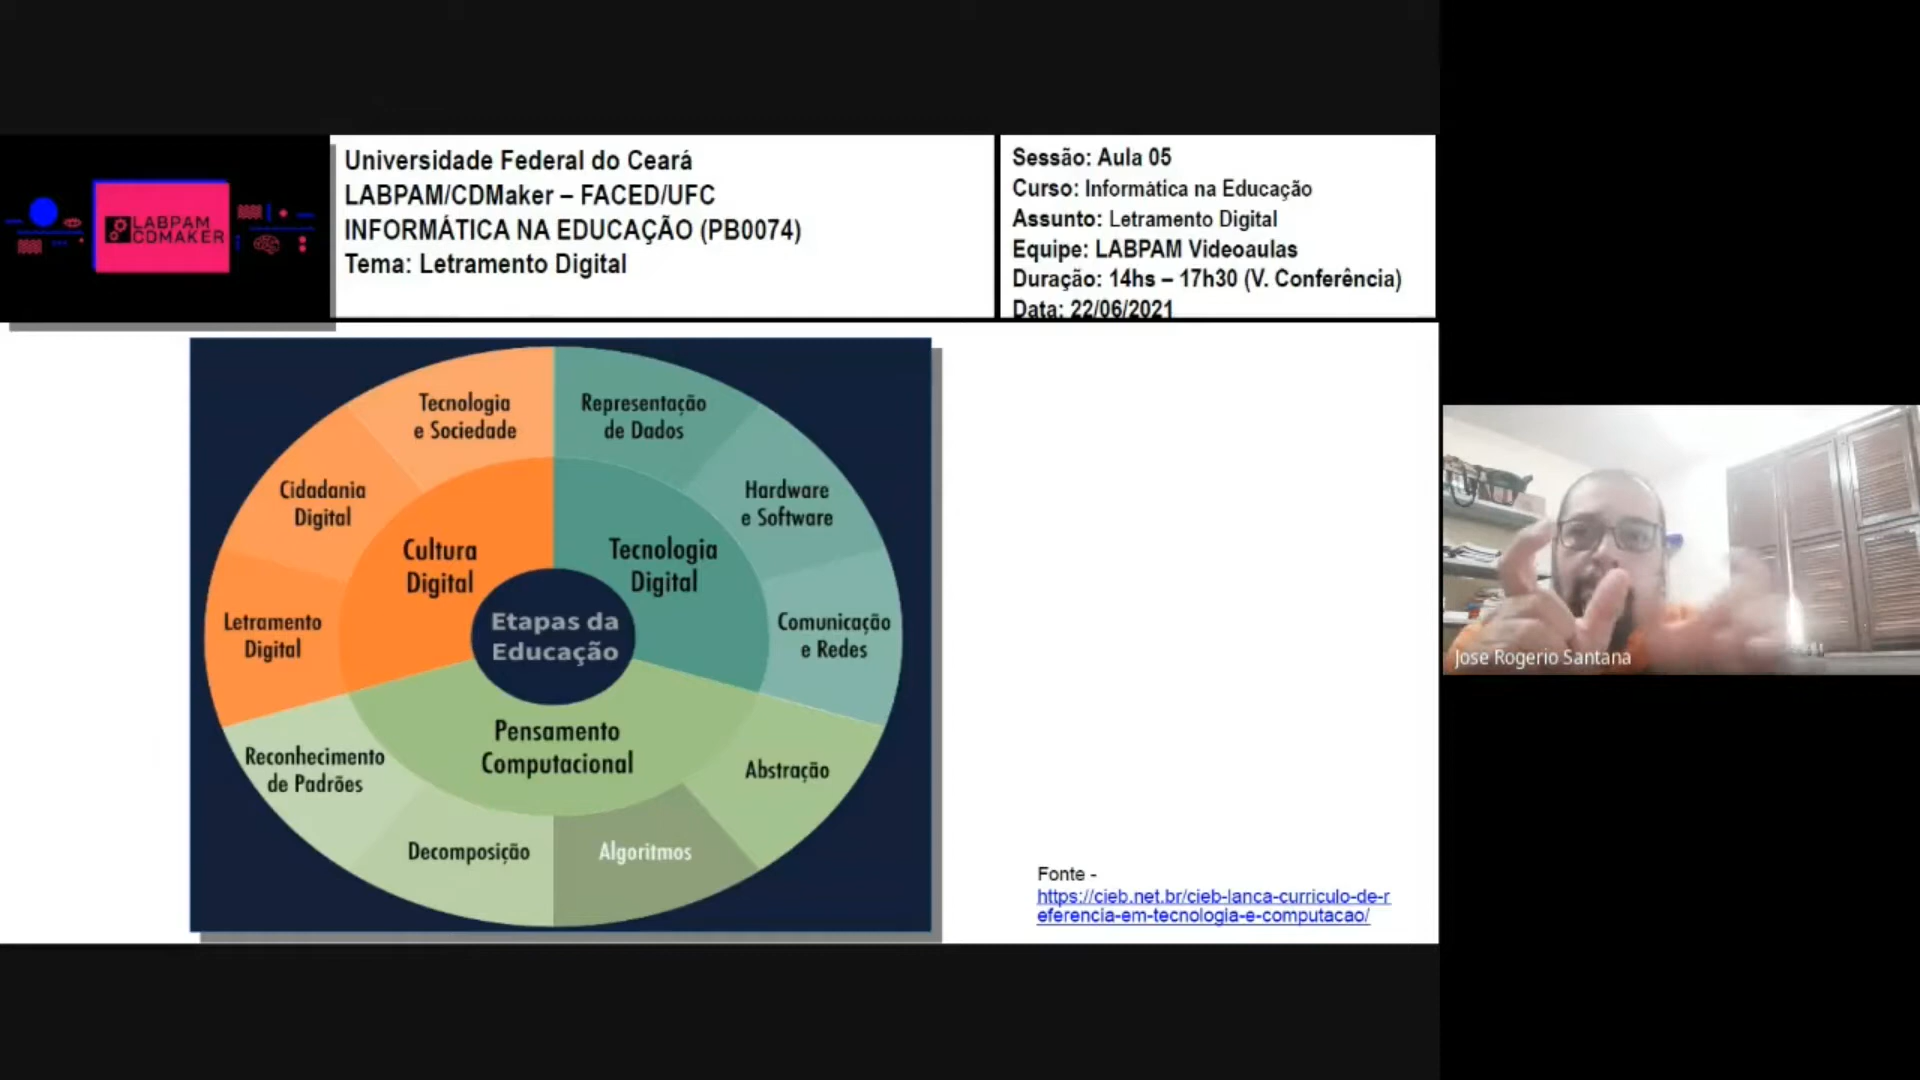 LABPAM
CDMAKER
Universidade Federal do Ceará
LABPAM/CDMaker – FACED/UFC
INFORMÁTICA NA EDUCAÇÃO (PB0074)
Tema: Letramento Digital
Sessão: Aula 05
Curso: Informática na Educação
Assunto: Letramento Digital
Equipe: LABPAM Videoaulas
Duração: 14hs – 17h30 (V. Conferência)
Data: 22/06/2021
Tecnologia
e Sociedade
Representação
de Dados
Cidadania
Digital
Hardware
e Software
Cultura
Digital
Tecnologia
Digital
Letramento
Digital
Etapas da
Educação
Comunicação
e Redes
Pensamento
Computacional
Reconhecimento
de Padrões
Abstração
Decomposição
Algoritmos
Fonte -
https://cieb.net.br/cieb-lanca-curriculo-de-r
eferencia-em-tecnologia-e-computacao/
Jose Rogerio Santana